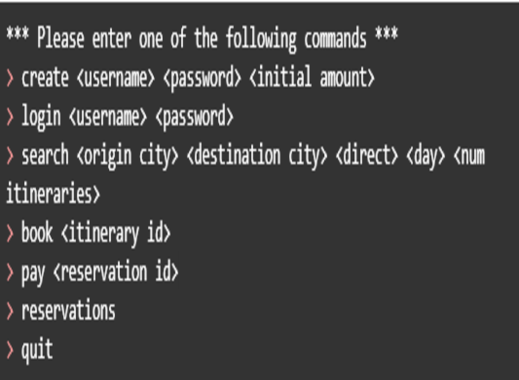 *** Please enter one of the following commands ***
> create <username> <password> <initial amount>
> login <username> <password>
> search <origin city> <destination city> <direct> <day> <num
itineraries>
> book <itinerary id>
> pay <reservation id>
> reservations
> quit